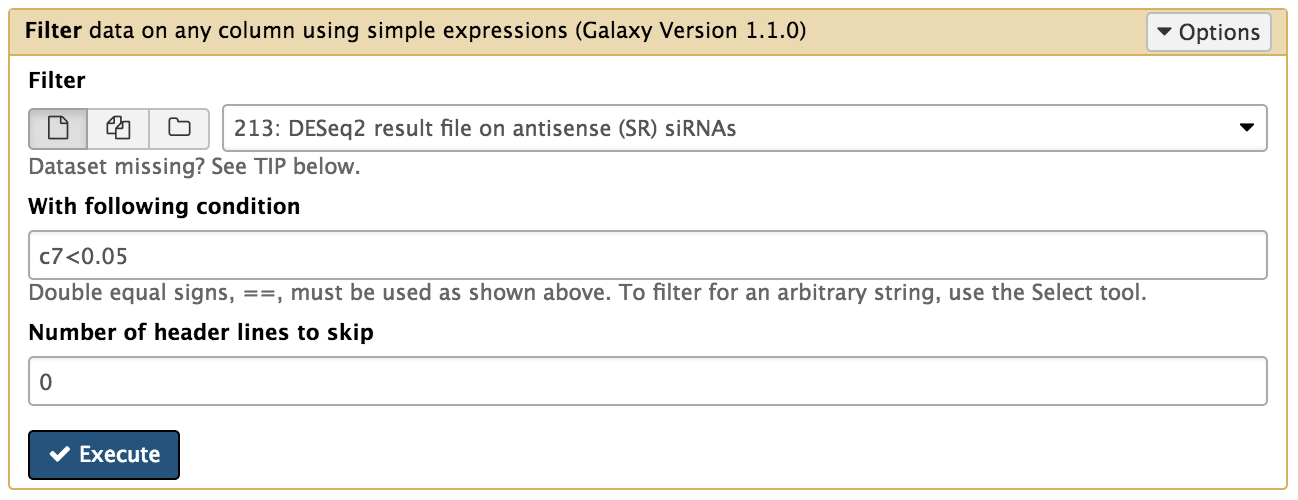 Filter data on any column using simple expressions (Galaxy Version 1.1.0)
Options
Filter
213: DESeq2 result file on antisense (SR) siRNAs
Dataset missing? See TIP below.
With following condition
c7<0.05
Double equal signs, ==, must be used as shown above. To filter for an arbitrary string, use the Select tool.
Number of header lines to skip
0
Execute